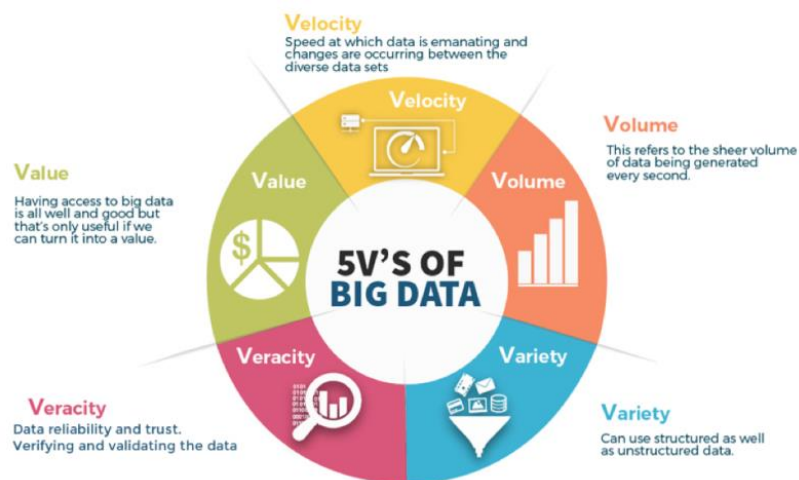 Velocity
Speed at which data is emanating and
changes are occurring between the
diverse data sets
Velocity
Volume
This refers to the sheer volume
of data being generated
every second.
Value
Having access to big data
is all well and good but
that's only useful if we
can turn it into a value.
Value
Volume
$
5V'S OF
BIG DATA
Veracity
Variety
Veracity
Data reliability and trust.
Verifying and validating the data
Variety
Can use structured as well
as unstructured data.